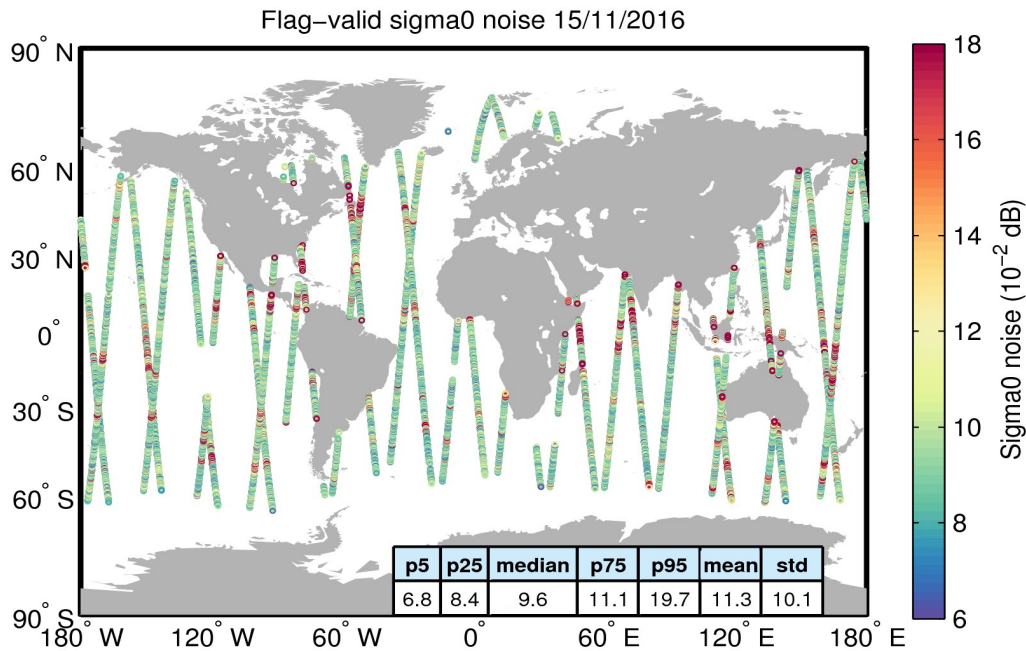 Flag−valid sigma0 noise 15/11/2016
90° N
60° N
30° N
0°
30° S
60° S
90° S
180° W
120° W
60° W
0°
60° E
120° E
180° E
p5 p25 median p75 p95 mean std
6.8 8.4 9.6 11.1 19.7 11.3 10.1
18
16
14
12
10
8
6
Sigma0 noise (10⁻² dB)